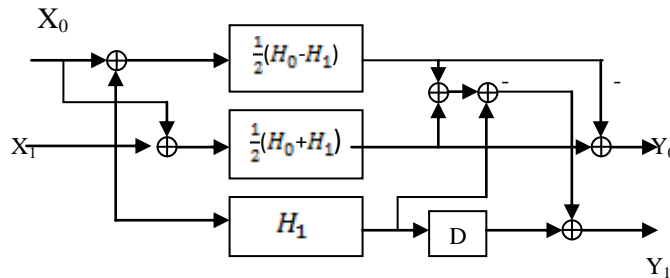 X₀
½(H₀-H₁)
-
-
X₁
½(H₀+H₁)
Y₀
H₁
D
Y₁